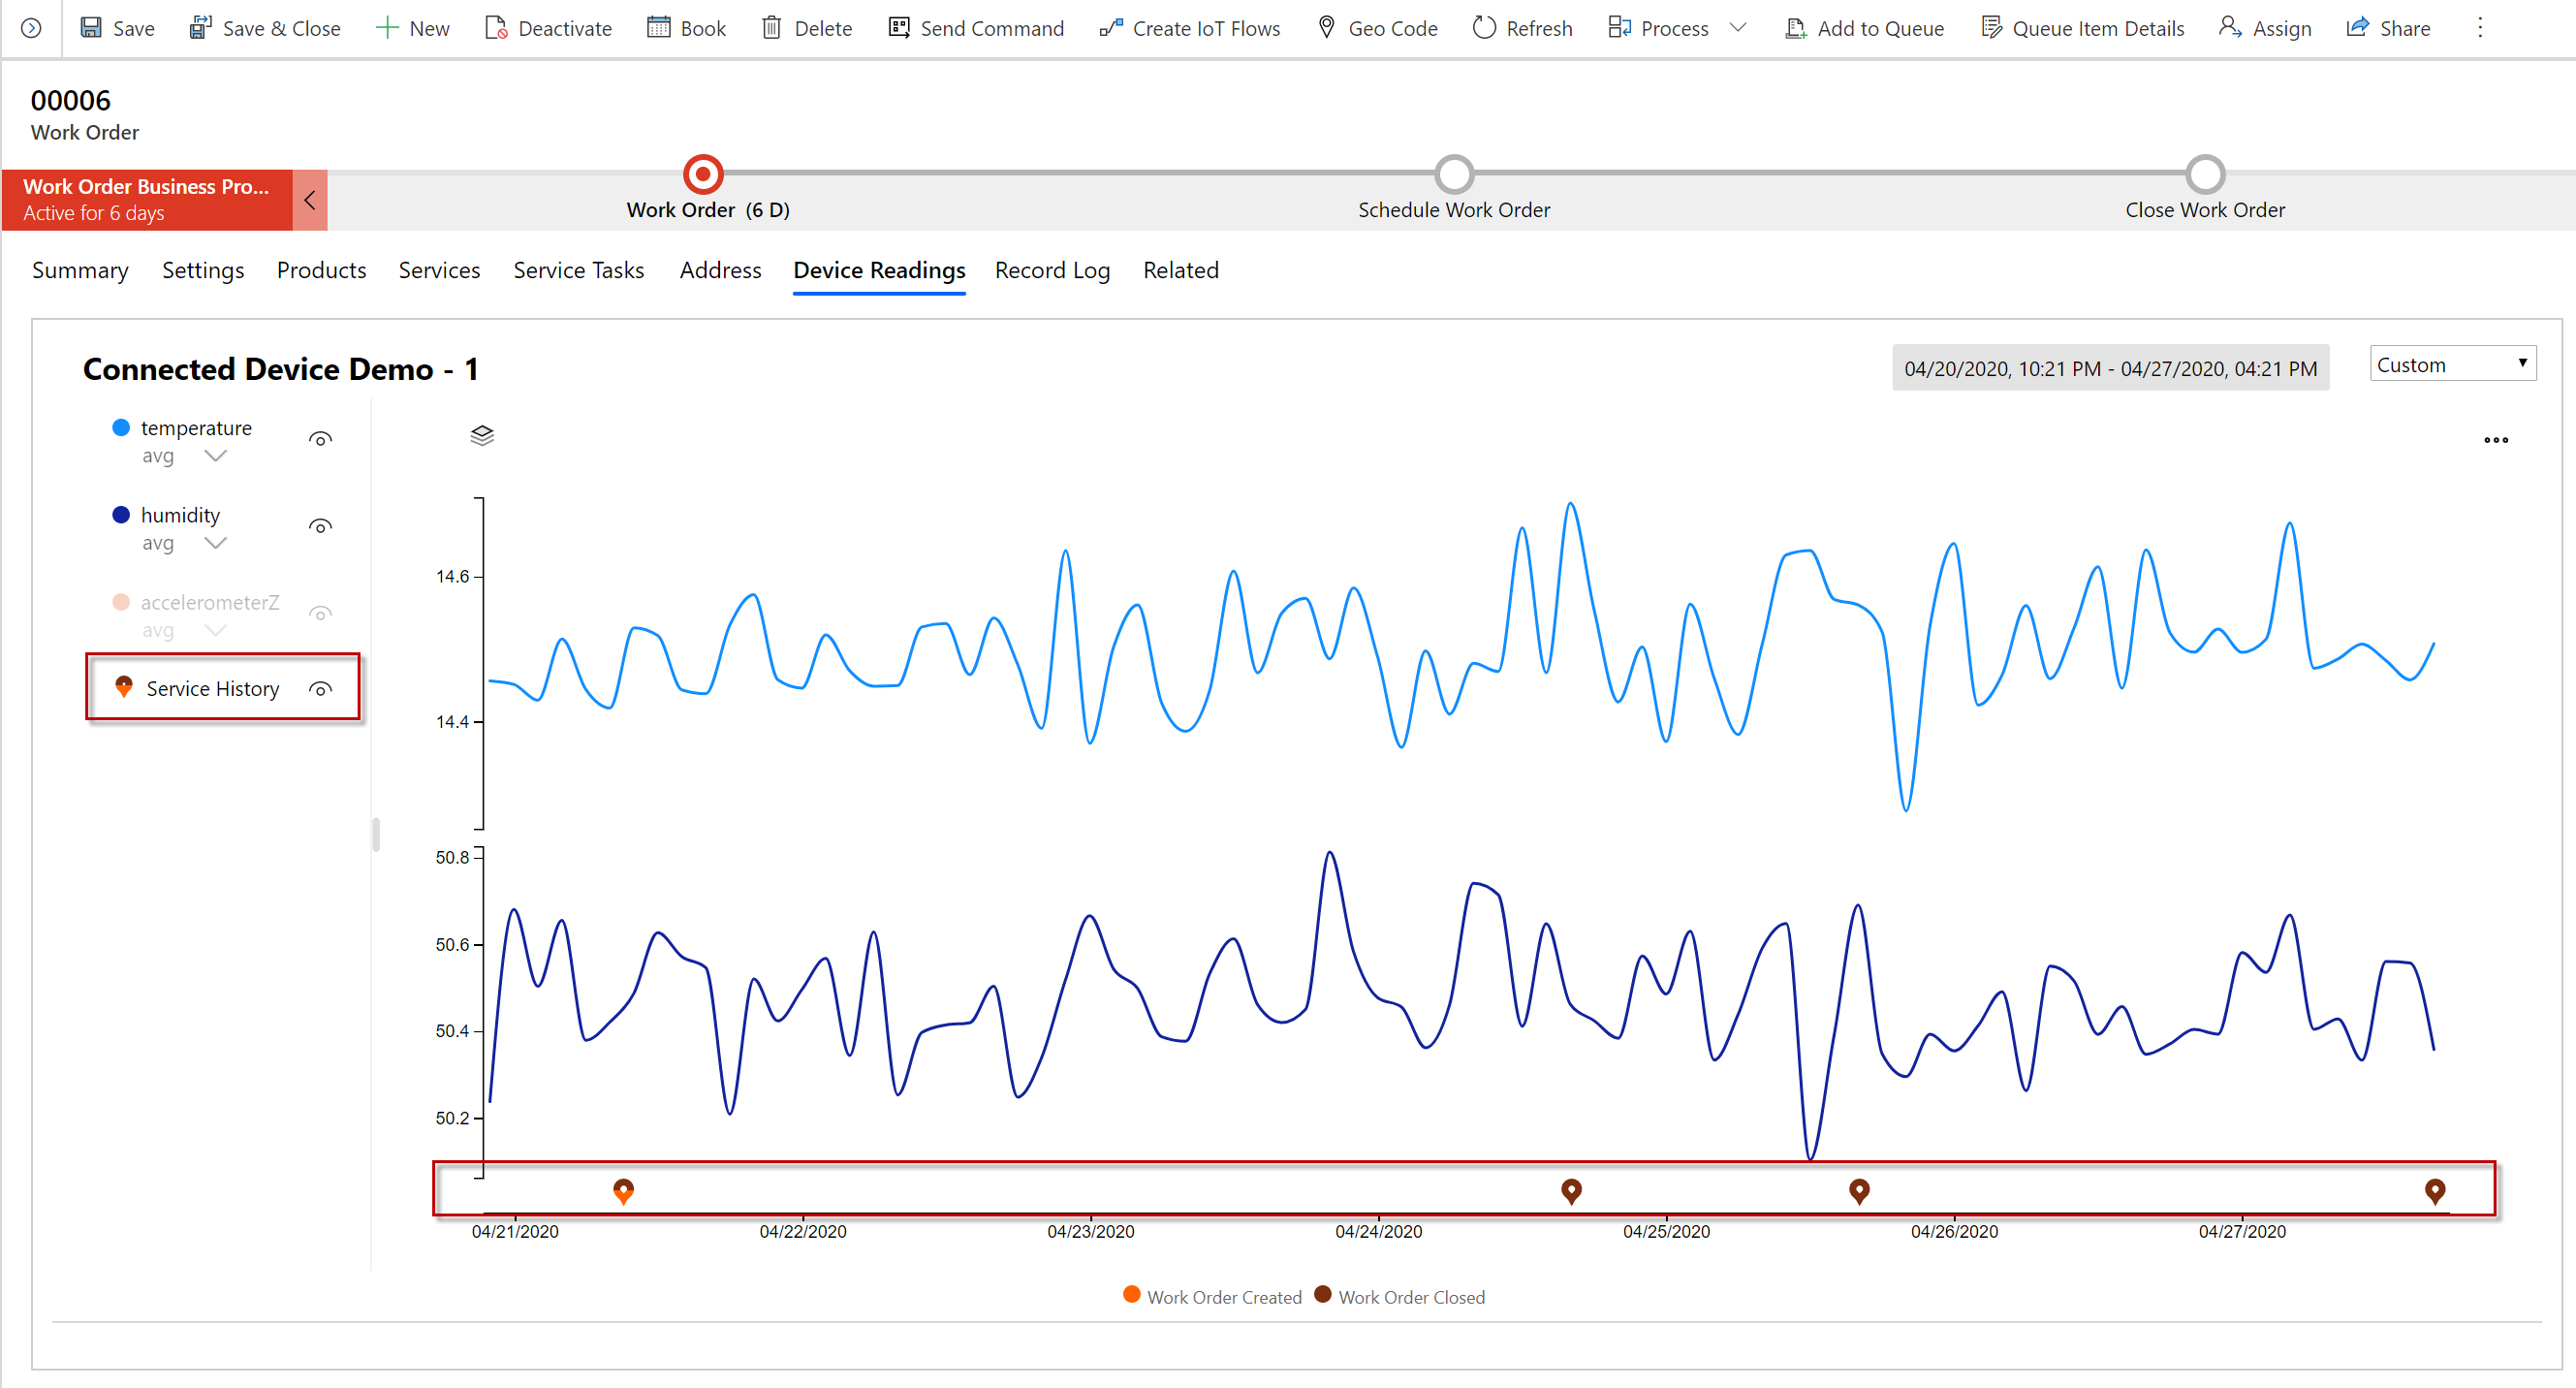 Save Save & Close New Deactivate Book Delete Send Command Create IoT Flows Geo Code Refresh Process Add to Queue Queue Item Details Assign Share
00006
Work Order
Work Order Business Pro...
Active for 6 days
Work Order (6 D)
Schedule Work Order
Close Work Order
Summary Settings Products Services Service Tasks Address Device Readings Record Log Related
Connected Device Demo - 1
04/20/2020, 10:21 PM - 04/27/2020, 04:21 PM
Custom
temperature
avg
humidity
avg
accelerometerZ
avg
Service History
14.6
14.4
50.8
50.6
50.4
50.2
04/21/2020 04/22/2020 04/23/2020 04/24/2020 04/25/2020 04/26/2020 04/27/2020
Work Order Created Work Order Closed